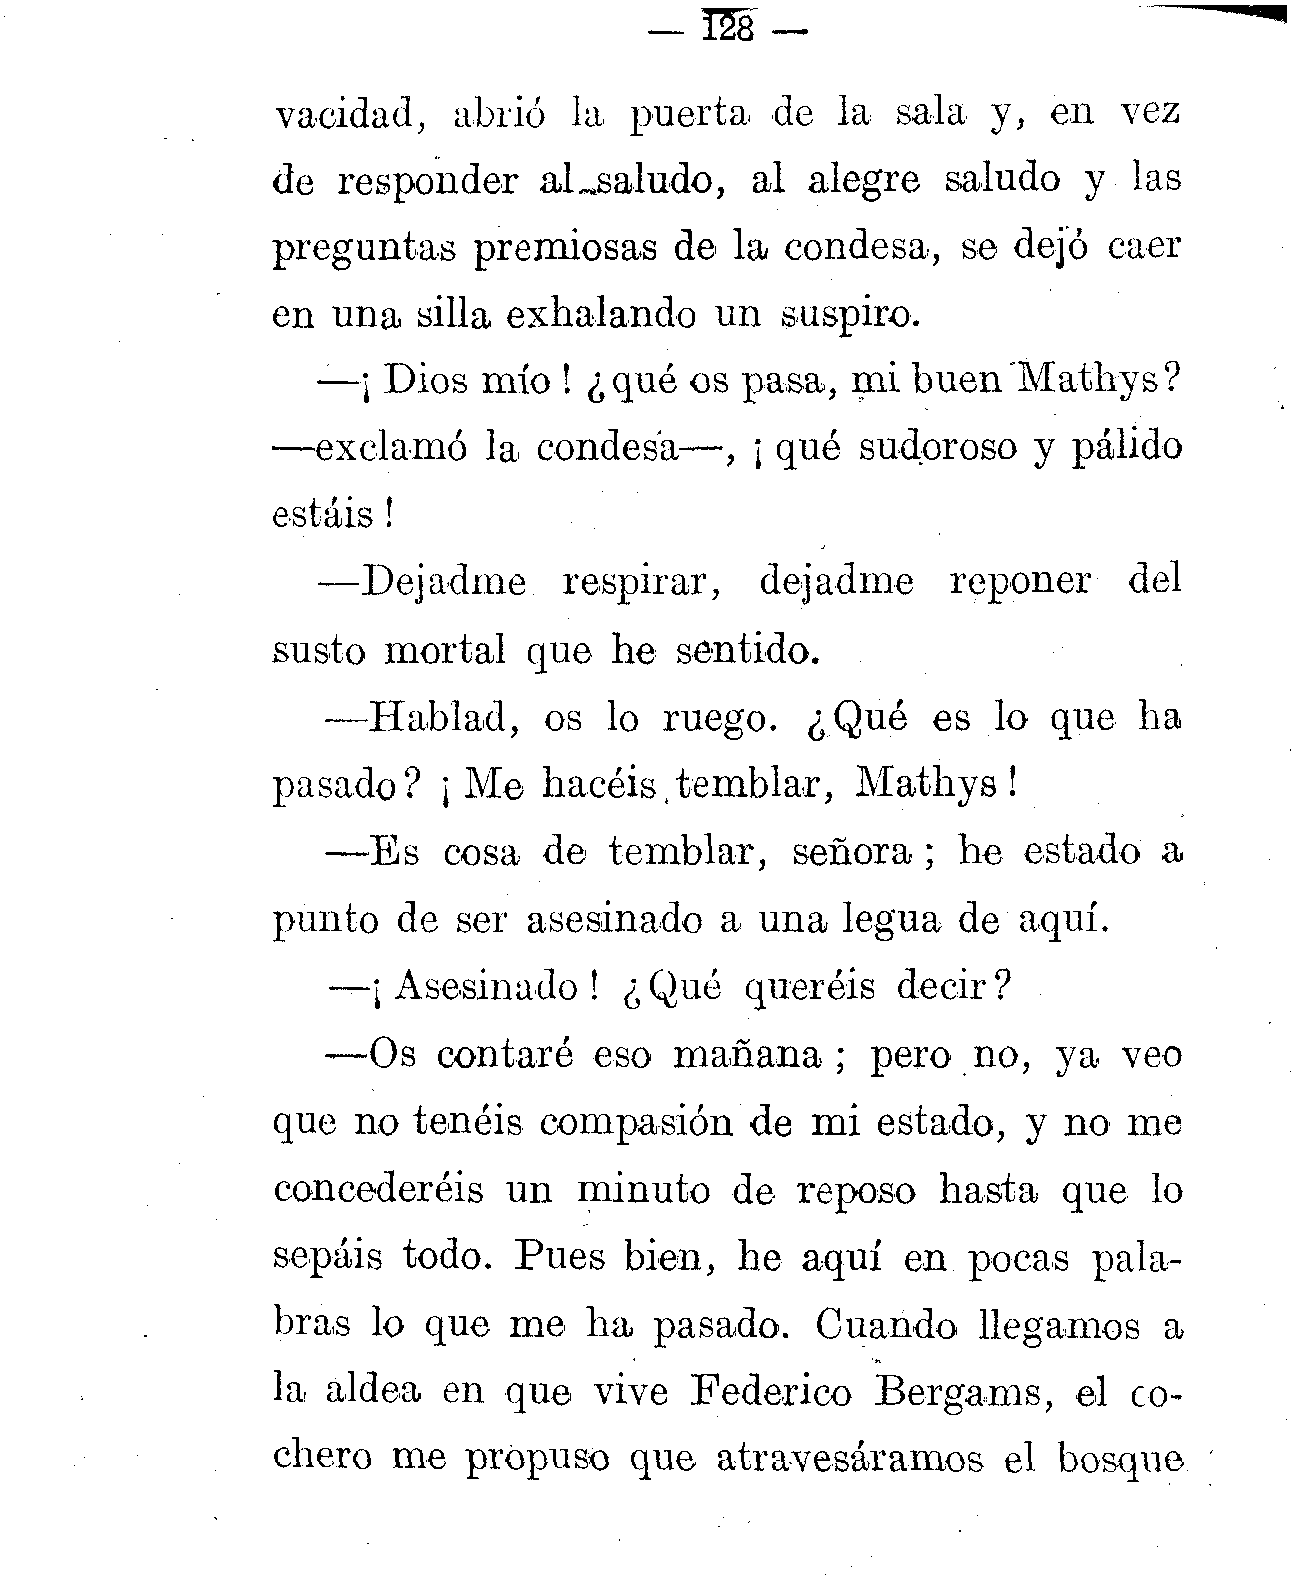 — 128 —
vacidad, abrió la puerta de la sala y, en vez
de responder al saludo, al alegre saludo y las
preguntas premiosas de la condesa, se dejó caer
en una silla exhalando un suspiro.
—¡ Dios mío ! ¿qué os pasa, mi buen Mathys?
—exclamó la condesa—, ¡ qué sudoroso y pálido
estáis !
—Dejadme respirar, dejadme reponer del
susto mortal que he sentido.
—Hablad, os lo ruego. ¿Qué es lo que ha
pasado? ¡ Me hacéis temblar, Mathys !
—Es cosa de temblar, señora ; he estado a
punto de ser asesinado a una legua de aquí.
—¡ Asesinado ! ¿Qué queréis decir?
—Os contaré eso mañana ; pero no, ya veo
que no tenéis compasión de mi estado, y no me
concederéis un minuto de reposo hasta que lo
sepáis todo. Pues bien, he aquí en pocas pala-
bras lo que me ha pasado. Cuando llegamos a
la aldea en que vive Federico Bergams, el co-
chero me propuso que atravesáramos el bosque